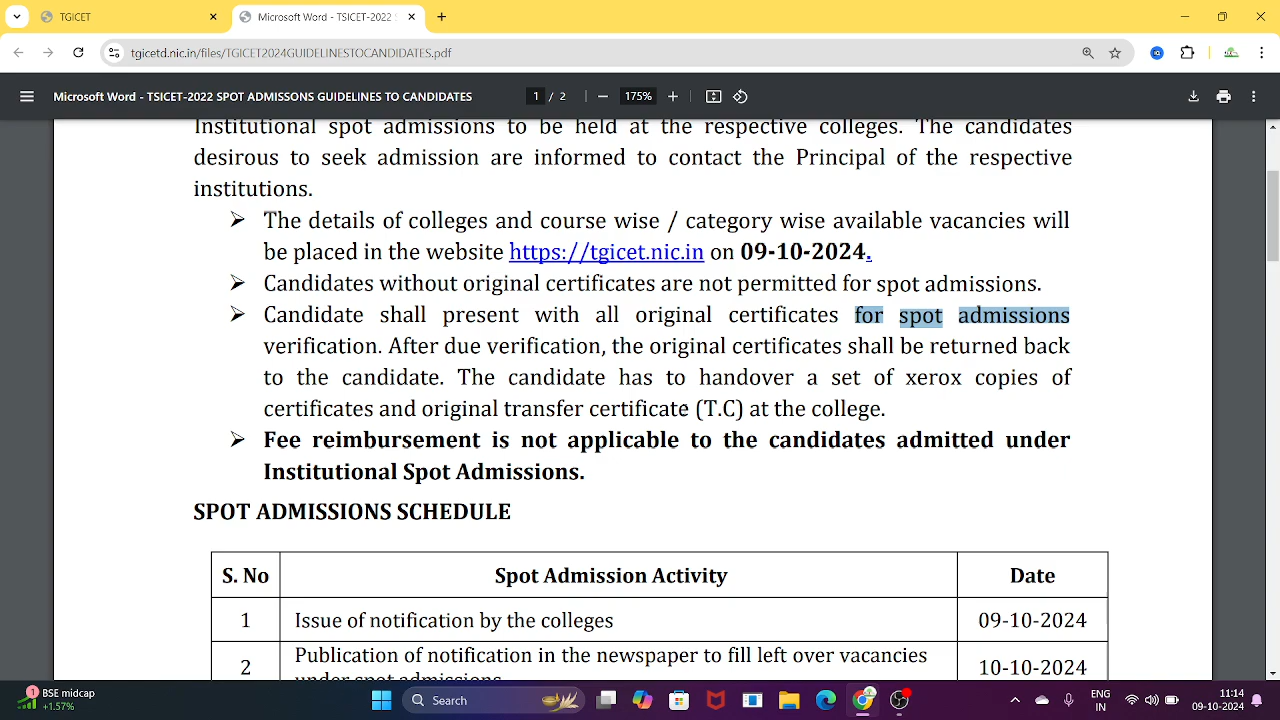 TGICET
Microsoft Word - TSICET-2022 S
tgicetd.nic.in/files/TGICET2024GUIDELINESTOCANDIDATES.pdf
Microsoft Word - TSICET-2022 SPOT ADMISSONS GUIDELINES TO CANDIDATES
1 / 2
175%
Institutional spot admissions to be held at the respective colleges. The candidates
desirous to seek admission are informed to contact the Principal of the respective
institutions.
➢ The details of colleges and course wise / category wise available vacancies will
be placed in the website https://tgicet.nic.in on 09-10-2024.
➢ Candidates without original certificates are not permitted for spot admissions.
➢ Candidate shall present with all original certificates for spot admissions
verification. After due verification, the original certificates shall be returned back
to the candidate. The candidate has to handover a set of xerox copies of
certificates and original transfer certificate (T.C) at the college.
➢ Fee reimbursement is not applicable to the candidates admitted under
Institutional Spot Admissions.
SPOT ADMISSIONS SCHEDULE
S. No Spot Admission Activity Date
1 Issue of notification by the colleges 09-10-2024
2 Publication of notification in the newspaper to fill left over vacancies 10-10-2024
under spot admissions
1 BSE midcap
+1.57%
Search
ENG
IN
11:14
09-10-2024